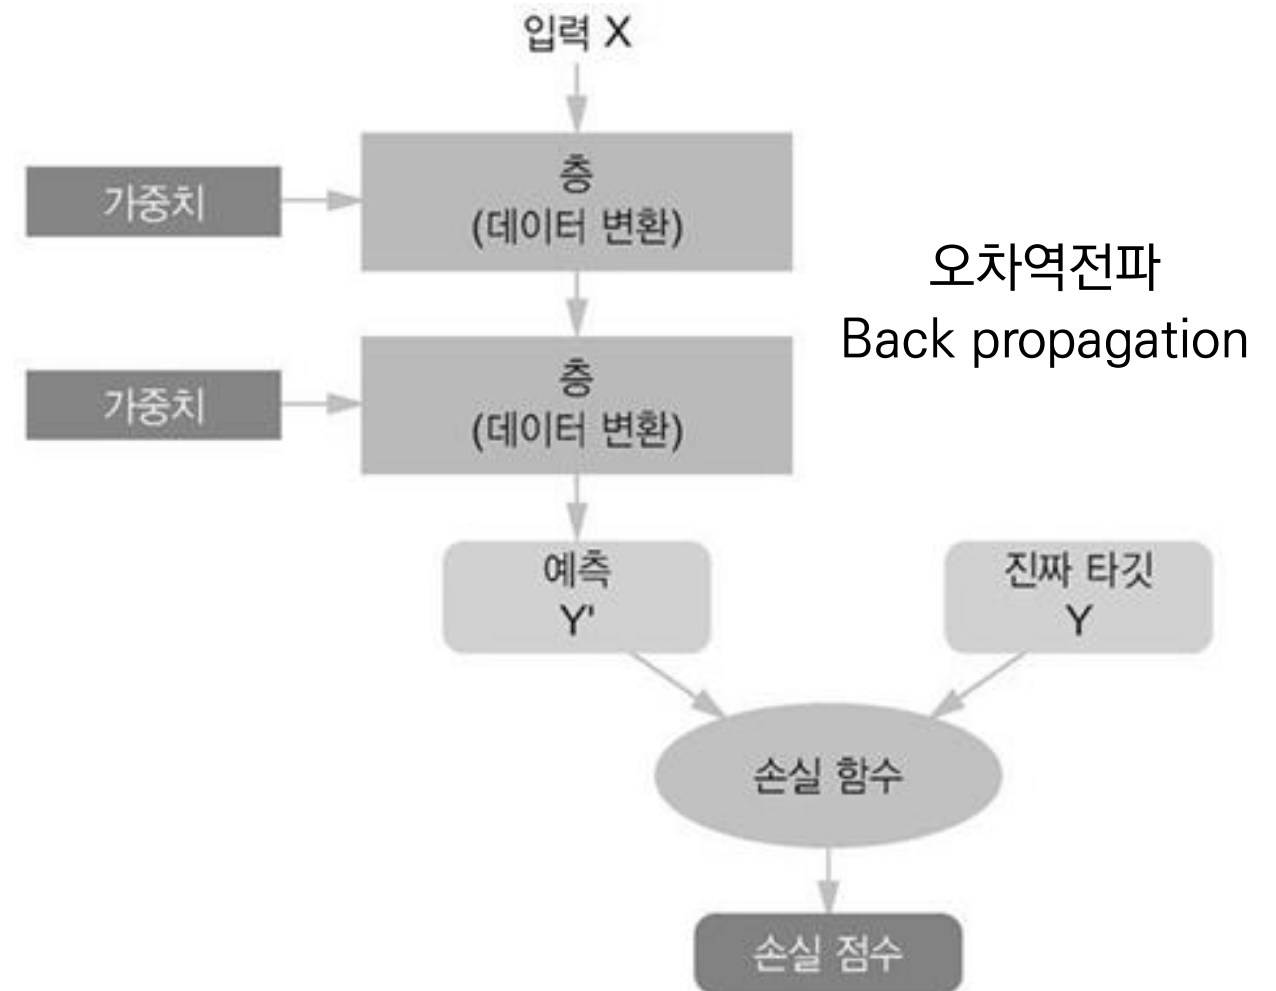 입력 X
가중치
층
(데이터 변환)
오차역전파
Back propagation
가중치
층
(데이터 변환)
예측
Y'
진짜 타깃
Y
손실 함수
손실 점수